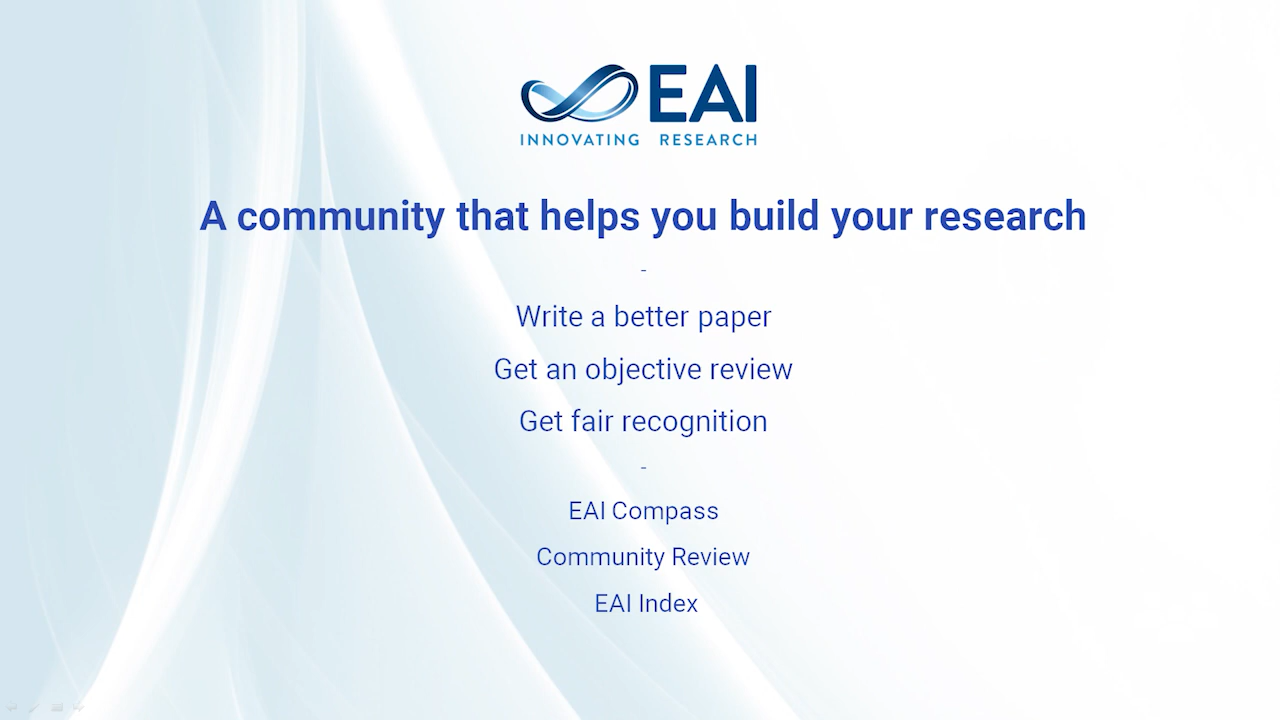 EAI
INNOVATING RESEARCH
A community that helps you build your research
-
Write a better paper
Get an objective review
Get fair recognition
-
EAI Compass
Community Review
EAI Index